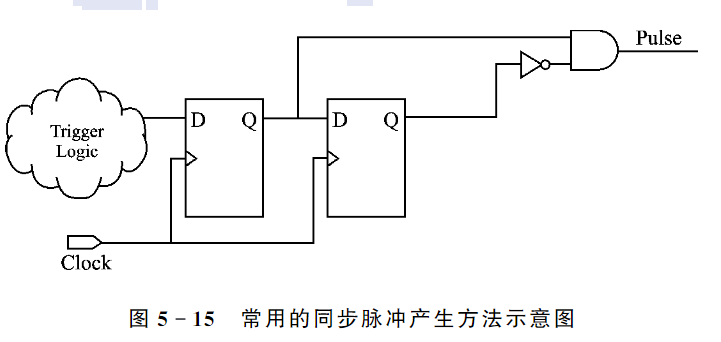 Pulse
D Q
D Q
Trigger
Logic
Clock
图 5-15 常用的同步脉冲产生方法示意图